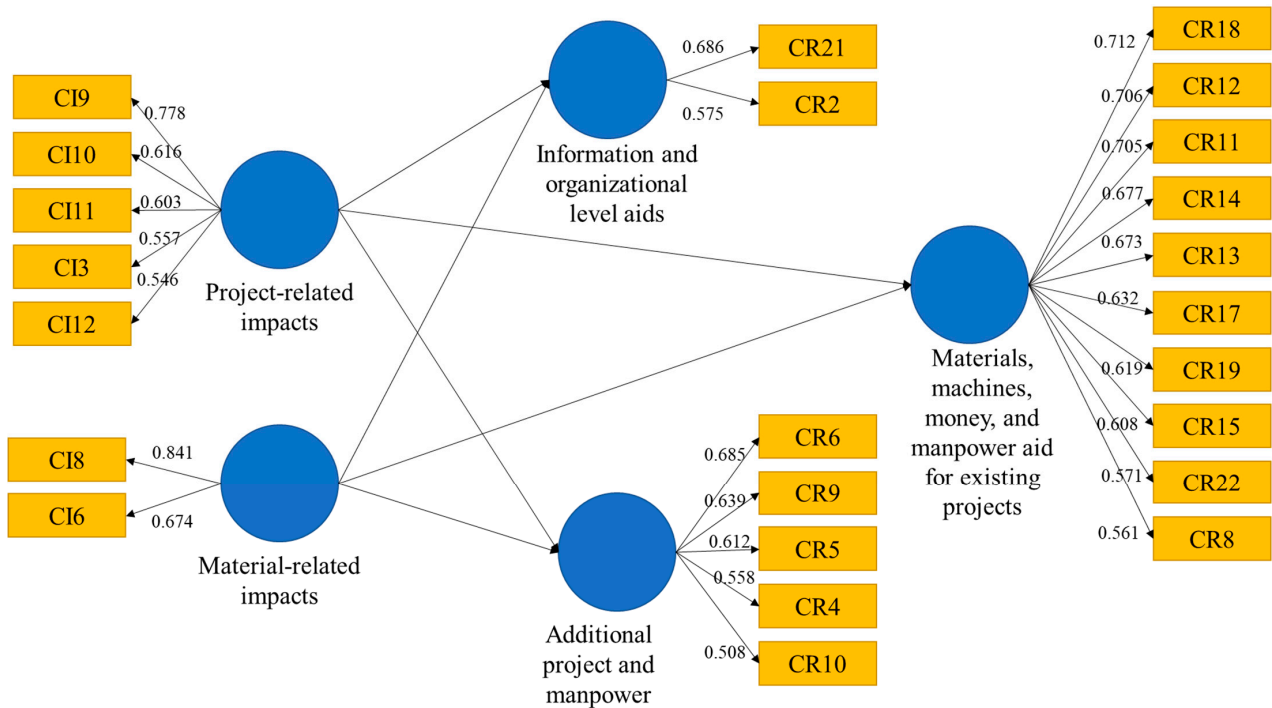 CI9
CI10
CI11
CI3
CI12
0.778
0.616
0.603
0.557
0.546
Project-related
impacts
CI8
CI6
0.841
0.674
Material-related
impacts
CR21
CR2
0.686
0.575
Information and
organizational
level aids
CR6
CR9
CR5
CR4
CR10
0.685
0.639
0.612
0.558
0.508
Additional
project and
manpower
CR18
CR12
CR11
CR14
CR13
CR17
CR19
CR15
CR22
CR8
0.712
0.706
0.705
0.677
0.673
0.632
0.619
0.608
0.571
0.561
Materials,
machines,
money, and
manpower aid
for existing
projects